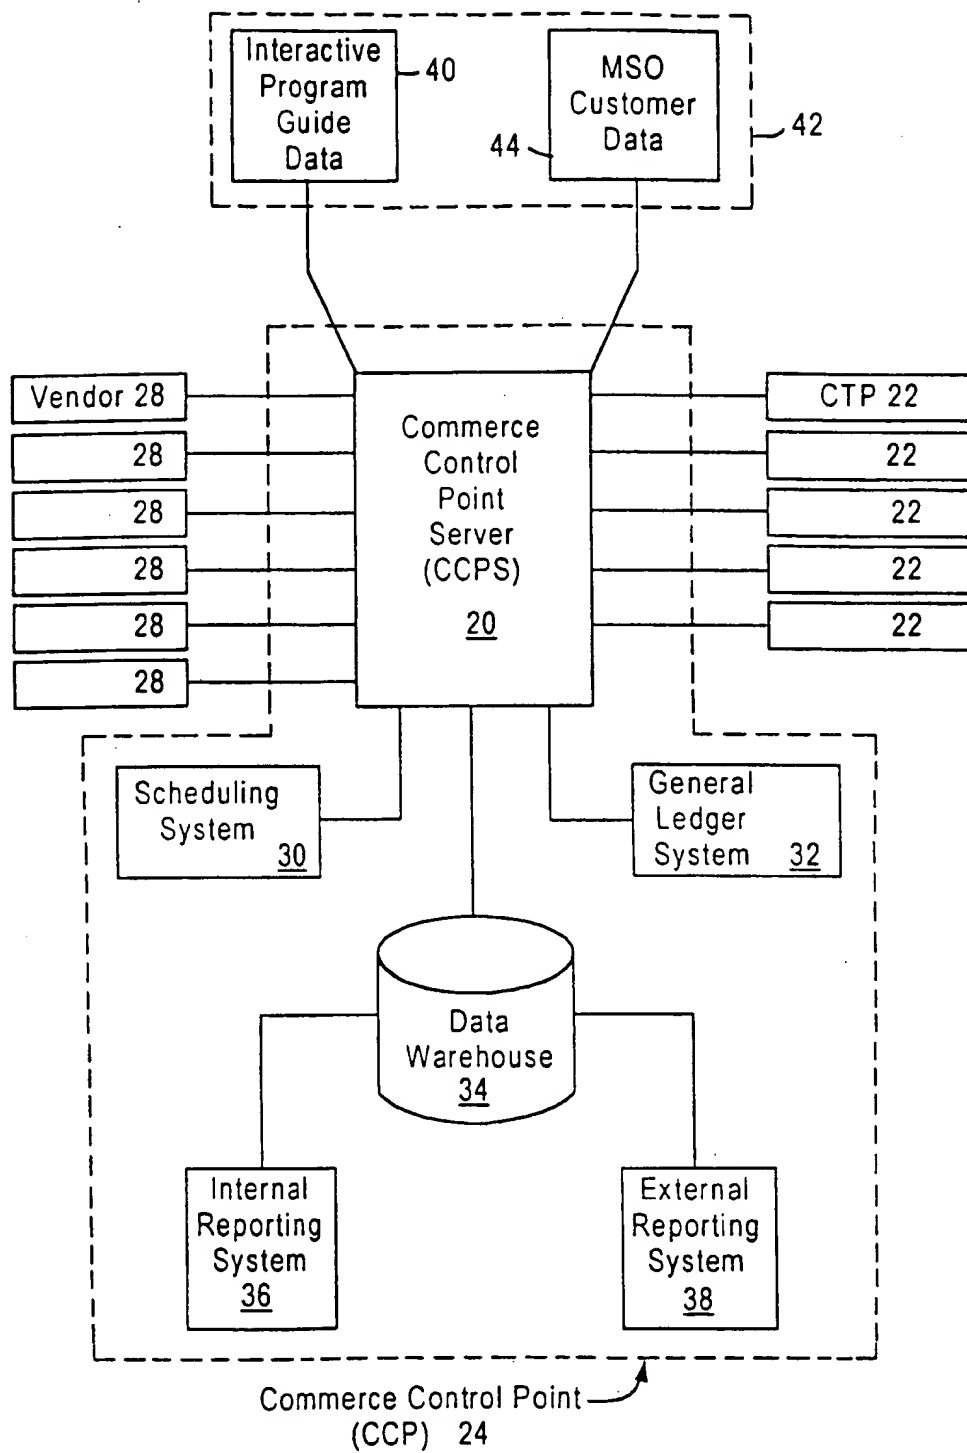 Interactive
Program
Guide
Data
40
MSO
Customer
Data
44
42
Vendor 28
28
28
28
28
28
Commerce
Control
Point
Server
(CCPS)
20
CTP 22
22
22
22
22
Scheduling
System
30
General
Ledger
System 32
Data
Warehouse
34
Internal
Reporting
System
36
External
Reporting
System
38
Commerce Control Point
(CCP) 24